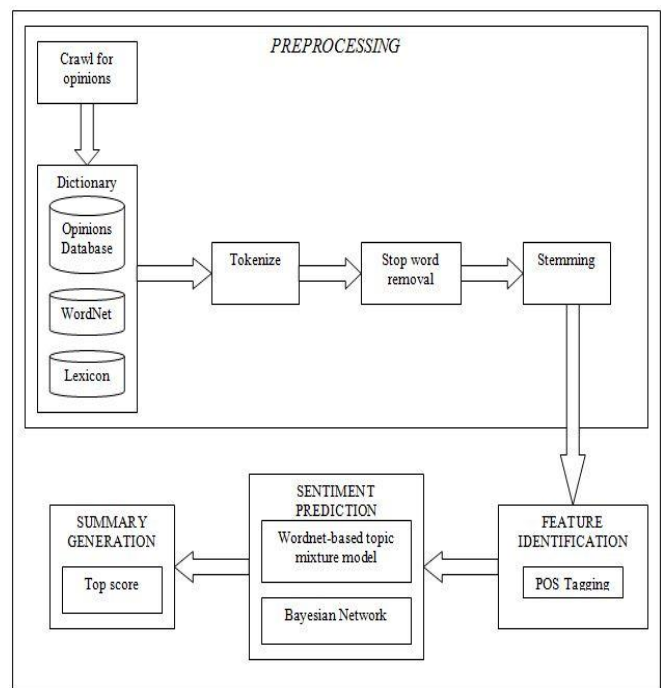 PREPROCESSING
Crawl for
opinions
Dictionary
Opinions
Database
WordNet
Lexicon
Tokenize
Stop word
removal
Stemming
FEATURE
IDENTIFICATION
POS Tagging
SENTIMENT
PREDICTION
Wordnet-based topic
mixture model
Bayesian Network
SUMMARY
GENERATION
Top score